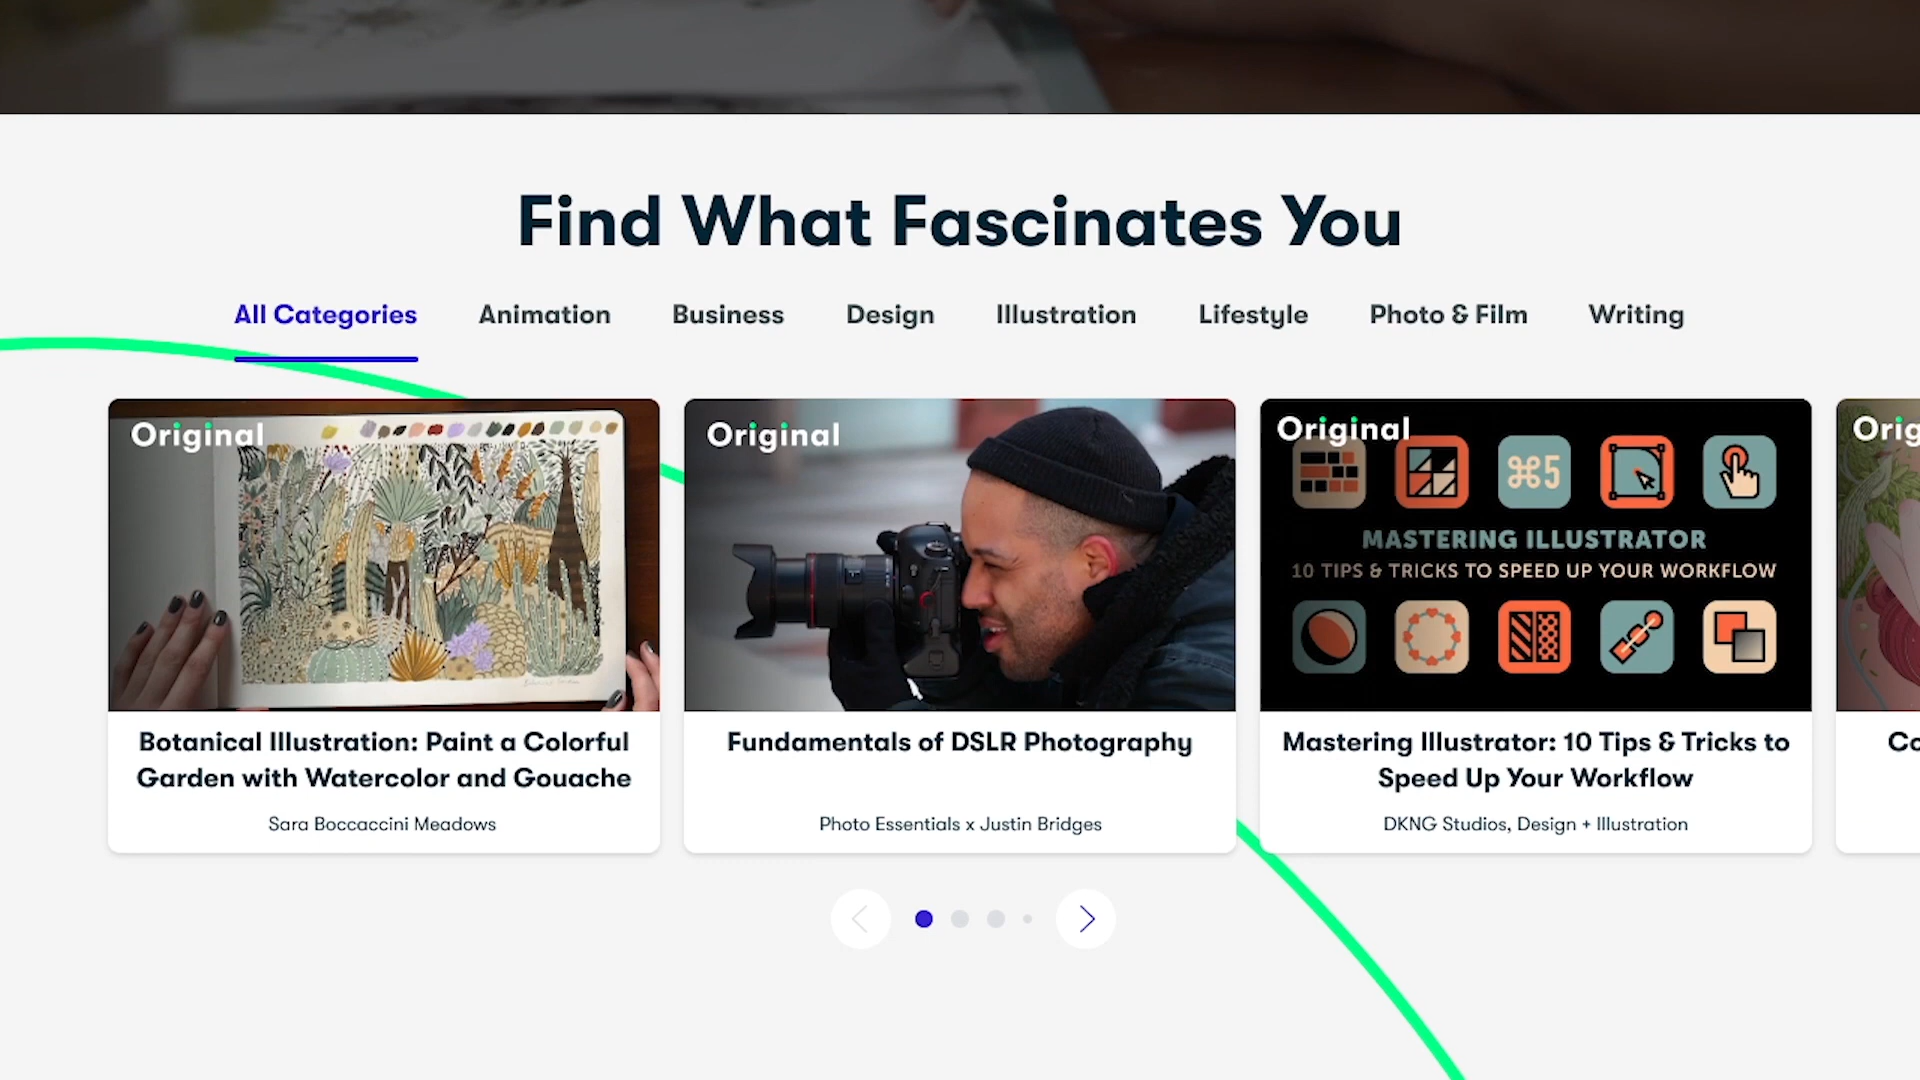 Find What Fascinates You
All Categories Animation Business Design Illustration Lifestyle Photo & Film Writing
Original
Botanical Illustration: Paint a Colorful
Garden with Watercolor and Gouache
Sara Boccaccini Meadows
Original
Fundamentals of DSLR Photography
Photo Essentials x Justin Bridges
Original
⌘5
MASTERING ILLUSTRATOR
10 TIPS & TRICKS TO SPEED UP YOUR WORKFLOW
Mastering Illustrator: 10 Tips & Tricks to
Speed Up Your Workflow
DKNG Studios, Design + Illustration
Orig
Co